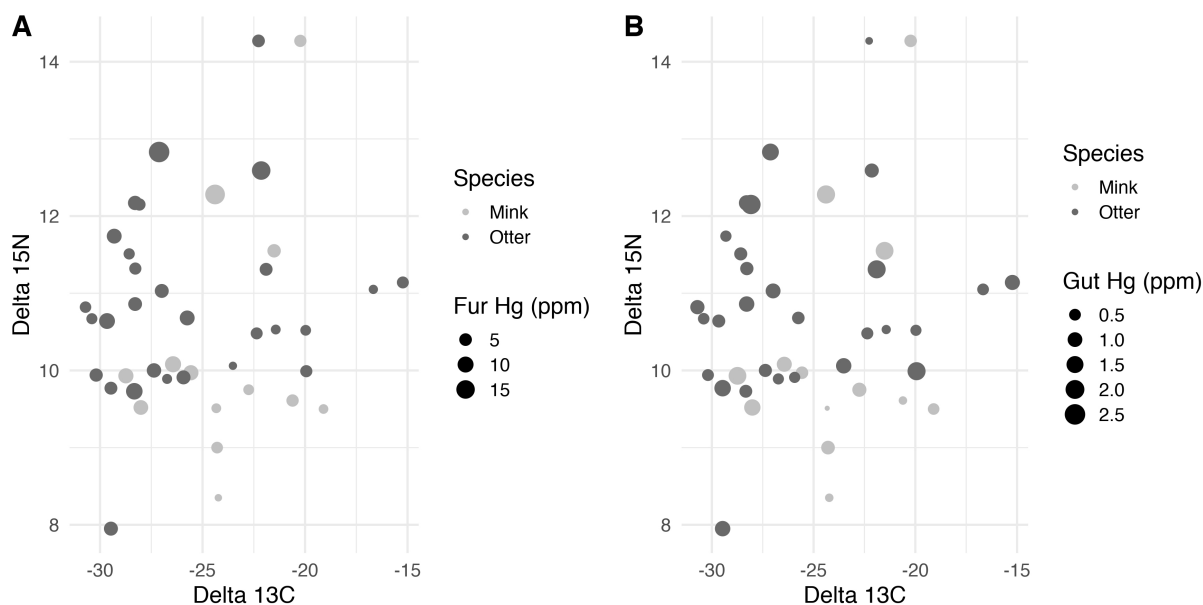 A
Delta 15N
14
12
10
8
-30 -25 -20 -15
Delta 13C
Species
Mink
Otter
Fur Hg (ppm)
5
10
15
B
Delta 15N
14
12
10
8
-30 -25 -20 -15
Delta 13C
Species
Mink
Otter
Gut Hg (ppm)
0.5
1.0
1.5
2.0
2.5